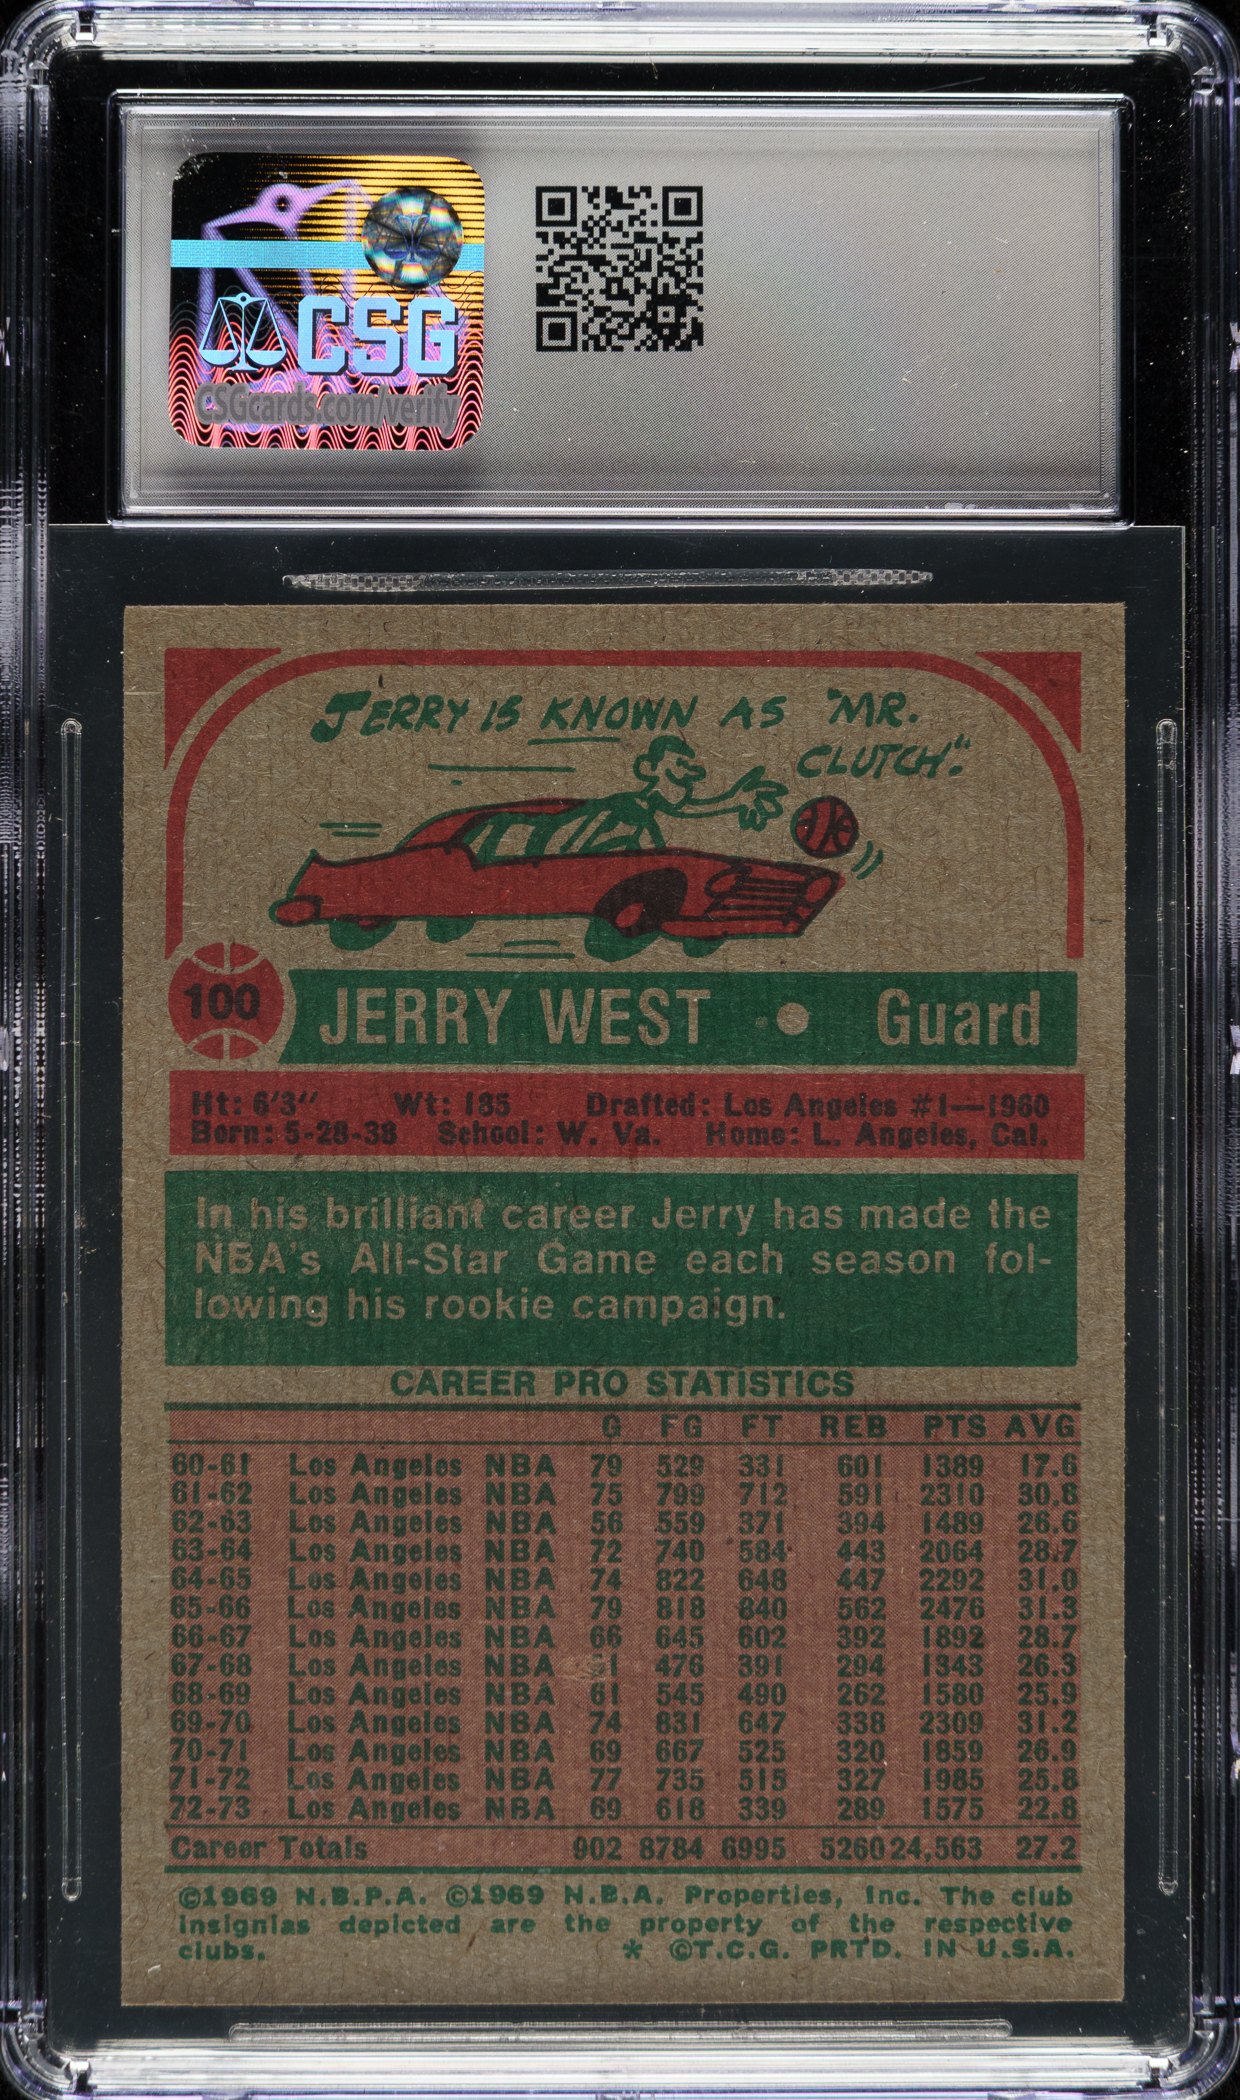 CSG
CSGcards.com/verify
JERRY IS KNOWN AS "MR.
CLUTCH."
100 JERRY WEST • Guard
Ht: 6'3" Wt: 185 Drafted: Los Angeles #1—1960
Born: 5-28-38 School: W. Va. Home: L. Angeles, Cal.
In his brilliant career Jerry has made the
NBA's All-Star Game each season fol-
lowing his rookie campaign.
CAREER PRO STATISTICS
G FG FT REB PTS AVG
60-61 Los Angeles NBA 79 529 331 601 1389 17.6
61-62 Los Angeles NBA 75 799 712 591 2310 30.8
62-63 Los Angeles NBA 56 559 371 394 1489 26.6
63-64 Los Angeles NBA 72 740 584 443 2064 28.7
64-65 Los Angeles NBA 74 822 648 447 2292 31.0
65-66 Los Angeles NBA 79 818 840 562 2476 31.3
66-67 Los Angeles NBA 66 645 602 392 1892 28.7
67-68 Los Angeles NBA 476 391 294 1343 26.3
68-69 Los Angeles NBA 61 545 490 262 1580 25.9
69-70 Los Angeles NBA 74 831 647 338 2309 31.2
70-71 Los Angeles NBA 69 667 525 320 1859 26.9
71-72 Los Angeles NBA 77 735 515 327 1985 25.8
72-73 Los Angeles NBA 69 618 339 289 1575 22.8
Career Totals 902 8784 6995 5260 24,563 27.2
©1969 N.B.P.A. ©1969 N.B.A. Properties, Inc. The club
insignias depicted are the property of the respective
clubs. * ©T.C.G. PRTD. IN U.S.A.